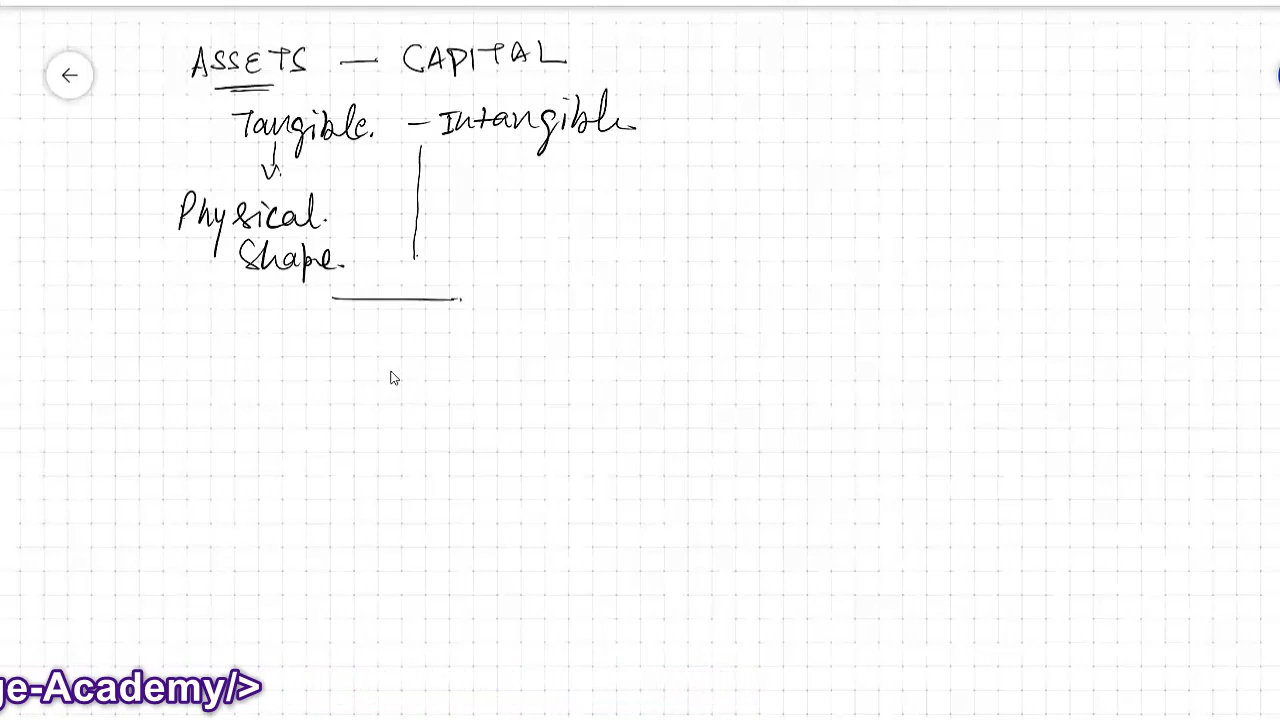 ASSETS — CAPITAL
Tangible. – Intangible
Physical.
Shape.
ge-Academy/>